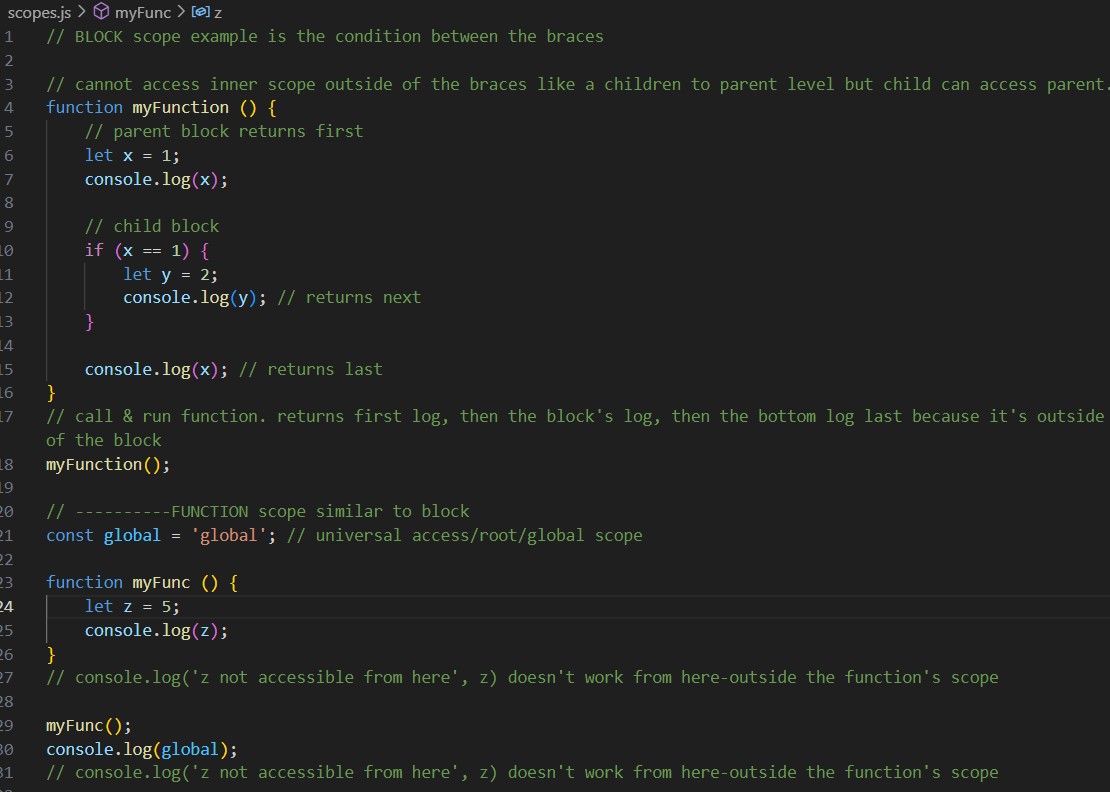 scopes.js > myFunc > z
1 // BLOCK scope example is the condition between the braces
2
3 // cannot access inner scope outside of the braces like a children to parent level but child can access parent.
4 function myFunction () {
5 // parent block returns first
6 let x = 1;
7 console.log(x);
8
9 // child block
10 if (x == 1) {
11 let y = 2;
12 console.log(y); // returns next
13 }
14
15 console.log(x); // returns last
16 }
17 // call & run function. returns first log, then the block's log, then the bottom log last because it's outside
of the block
18 myFunction();
19
20 // ----------FUNCTION scope similar to block
21 const global = 'global'; // universal access/root/global scope
22
23 function myFunc () {
24 let z = 5;
25 console.log(z);
26 }
27 // console.log('z not accessible from here', z) doesn't work from here-outside the function's scope
28
29 myFunc();
30 console.log(global);
31 // console.log('z not accessible from here', z) doesn't work from here-outside the function's scope